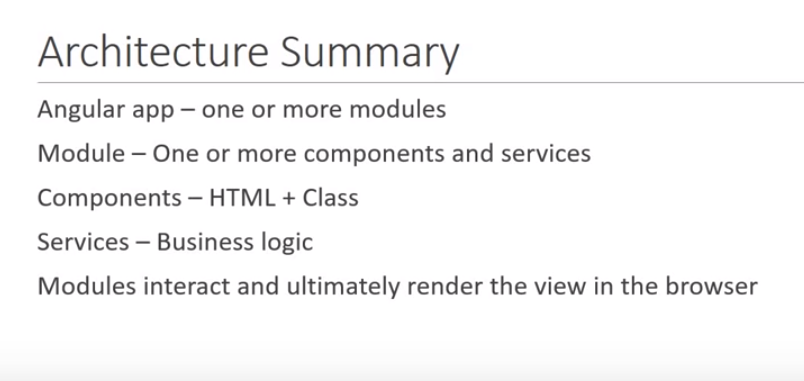 Architecture Summary
Angular app – one or more modules
Module – One or more components and services
Components – HTML + Class
Services – Business logic
Modules interact and ultimately render the view in the browser